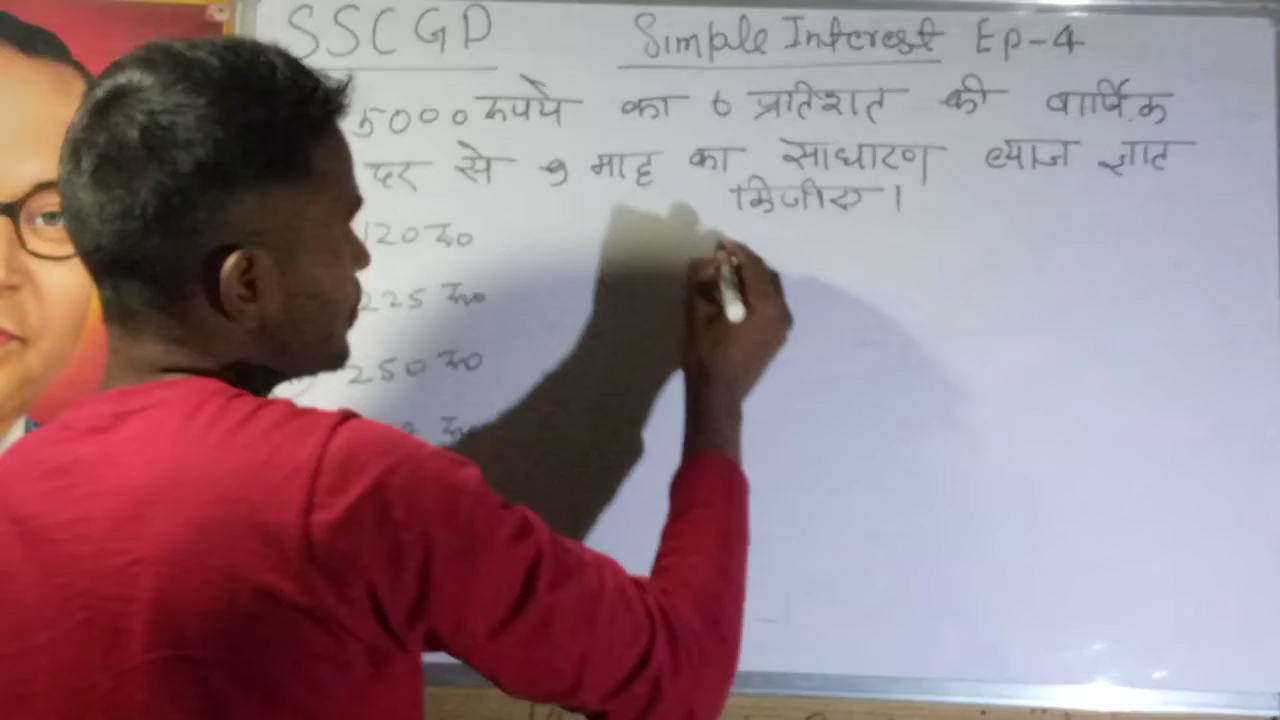 SSCGD Simple Interest Ep-4
5000 रुपये का 6 प्रतिशत की वार्षिक
दर से 9 माह का साधारण ब्याज ज्ञात
किजीए।
120 रु०
225 रु०
250 रु०
रु०